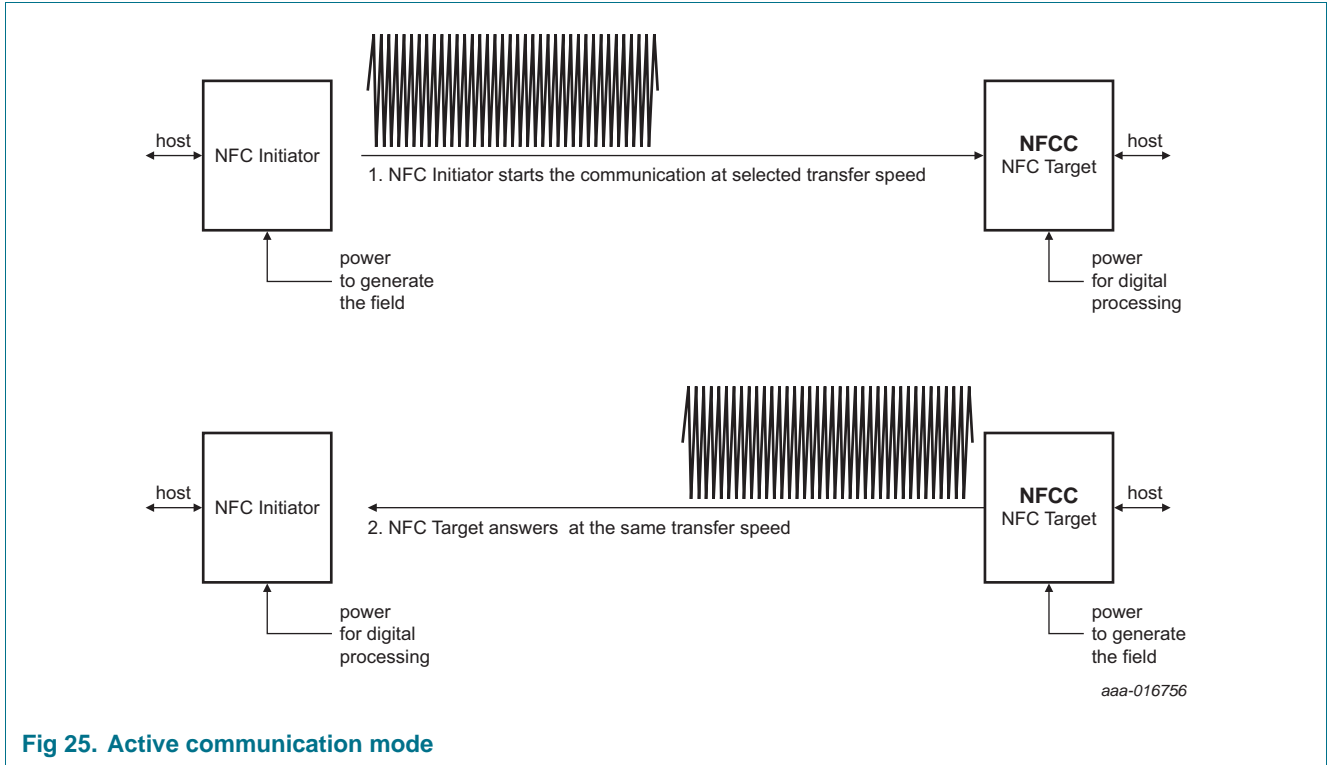 host
NFC Initiator
1. NFC Initiator starts the communication at selected transfer speed
NFCC
NFC Target
host
power
to generate
the field
power
for digital
processing
host
NFC Initiator
2. NFC Target answers  at the same transfer speed
NFCC
NFC Target
host
power
for digital
processing
power
to generate
the field
aaa-016756
Fig 25. Active communication mode